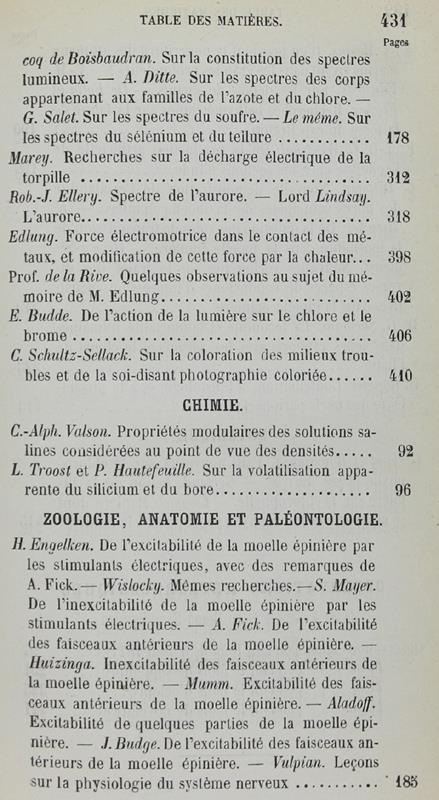 TABLE DES MATIÈRES. 431
Pages
coq de Boisbaudran. Sur la constitution des spectres
lumineux. — A. Ditte. Sur les spectres des corps
appartenant aux familles de l'azote et du chlore. —
G. Salet. Sur les spectres du soufre. — Le même. Sur
les spectres du sélénium et du tellure ............ 178
Marey. Recherches sur la décharge électrique de la
torpille ..................................... 312
Rob.-J. Ellery. Spectre de l'aurore. — Lord Lindsay.
L'aurore..................................... 318
Edlung. Force électromotrice dans le contact des mé-
taux, et modification de cette force par la chaleur... 398
Prof. de la Rive. Quelques observations au sujet du mé-
moire de M. Edlung........................... 402
E. Budde. De l'action de la lumière sur le chlore et le
brome ...................................... 406
C. Schultz-Sellack. Sur la coloration des milieux trou-
bles et de la soi-disant photographie coloriée...... 410
CHIMIE.
C.-Alph. Valson. Propriétés modulaires des solutions sa-
lines considérées au point de vue des densités..... 92
L. Troost et P. Hautefeuille. Sur la volatilisation appa-
rente du silicium et du bore.................... 96
ZOOLOGIE, ANATOMIE ET PALÉONTOLOGIE.
H. Engelken. De l'excitabilité de la moelle épinière par
les stimulants électriques, avec des remarques de
A. Fick. — Wislocky. Mêmes recherches. — S. Mayer.
De l'inexcitabilité de la moelle épinière par les
stimulants électriques. — A. Fick. De l'excitabilité
des faisceaux antérieurs de la moelle épinière. —
Huizinga. Inexcitabilité des faisceaux antérieurs de
la moelle épinière. — Mumm. Excitabilité des fais-
ceaux antérieurs de la moelle épinière. — Aladoff.
Excitabilité de quelques parties de la moelle épi-
nière. — J. Budge. De l'excitabilité des faisceaux an-
térieurs de la moelle épinière. — Vulpian. Leçons
sur la physiologie du système nerveux ........... 185